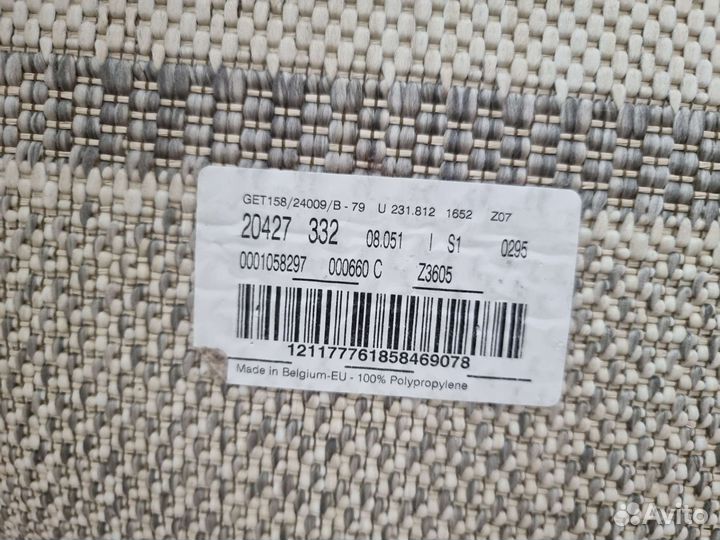 GET158/24009/B - 79 U 231.812 1652 Z07
20427 332 08.051 I S1 0295
0001058297 000660 C Z3605
121177761858469078
Made in Belgium-EU - 100% Polypropylene
Avito